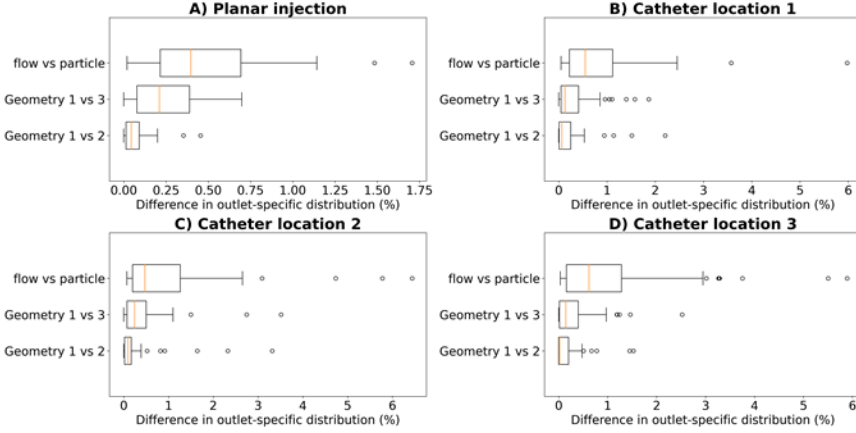 A) Planar injection
flow vs particle
Geometry 1 vs 3
Geometry 1 vs 2
0.00 0.25 0.50 0.75 1.00 1.25 1.50 1.75
Difference in outlet-specific distribution (%)
B) Catheter location 1
flow vs particle
Geometry 1 vs 3
Geometry 1 vs 2
0 1 2 3 4 5 6
Difference in outlet-specific distribution (%)
C) Catheter location 2
flow vs particle
Geometry 1 vs 3
Geometry 1 vs 2
0 1 2 3 4 5 6
Difference in outlet-specific distribution (%)
D) Catheter location 3
flow vs particle
Geometry 1 vs 3
Geometry 1 vs 2
0 1 2 3 4 5 6
Difference in outlet-specific distribution (%)